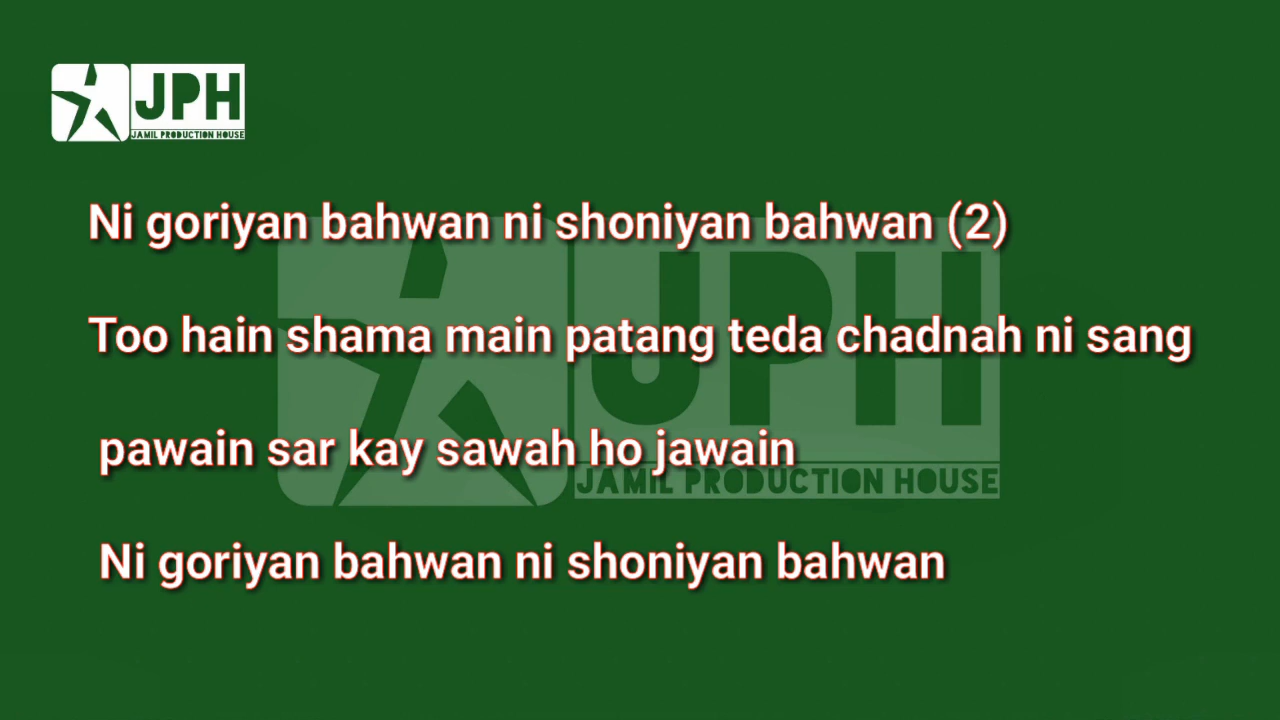 JPH
JAMIL PRODUCTION HOUSE
Ni goriyan bahwan ni shoniyan bahwan (2)
Too hain shama main patang teda chadnah ni sang
pawain sar kay sawah ho jawain
Ni goriyan bahwan ni shoniyan bahwan
JPH
JAMIL PRODUCTION HOUSE